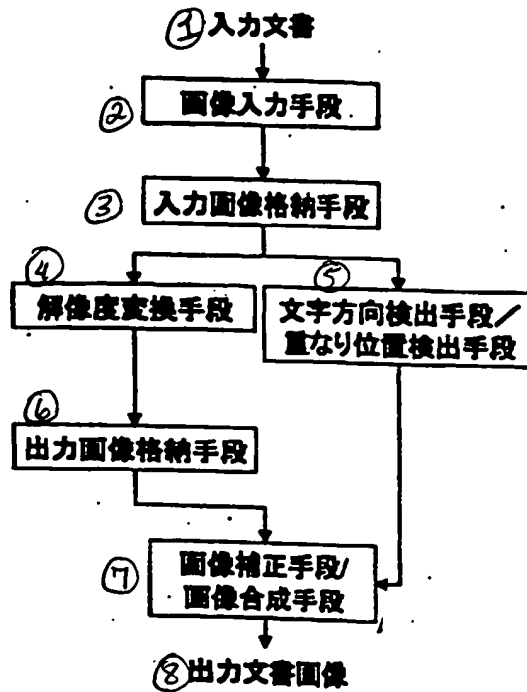 ① 入力文書
② 画像入力手段
③ 入力画像格納手段
④
解像度変換手段
⑤
文字方向検出手段/
重なり位置検出手段
⑥
出力画像格納手段
⑦
画像補正手段/
画像合成手段
⑧ 出力文書画像